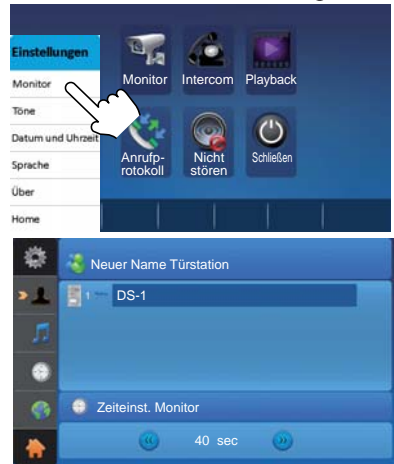 Einstellungen
Monitor
Töne
Datum und Uhrzeit
Sprache
Über
Home
Monitor Intercom Playback
Anrufp-
rotokoll
Nicht
stören
Schließen
Neuer Name Türstation
1 DS-1
Zeiteinst. Monitor
40 sec